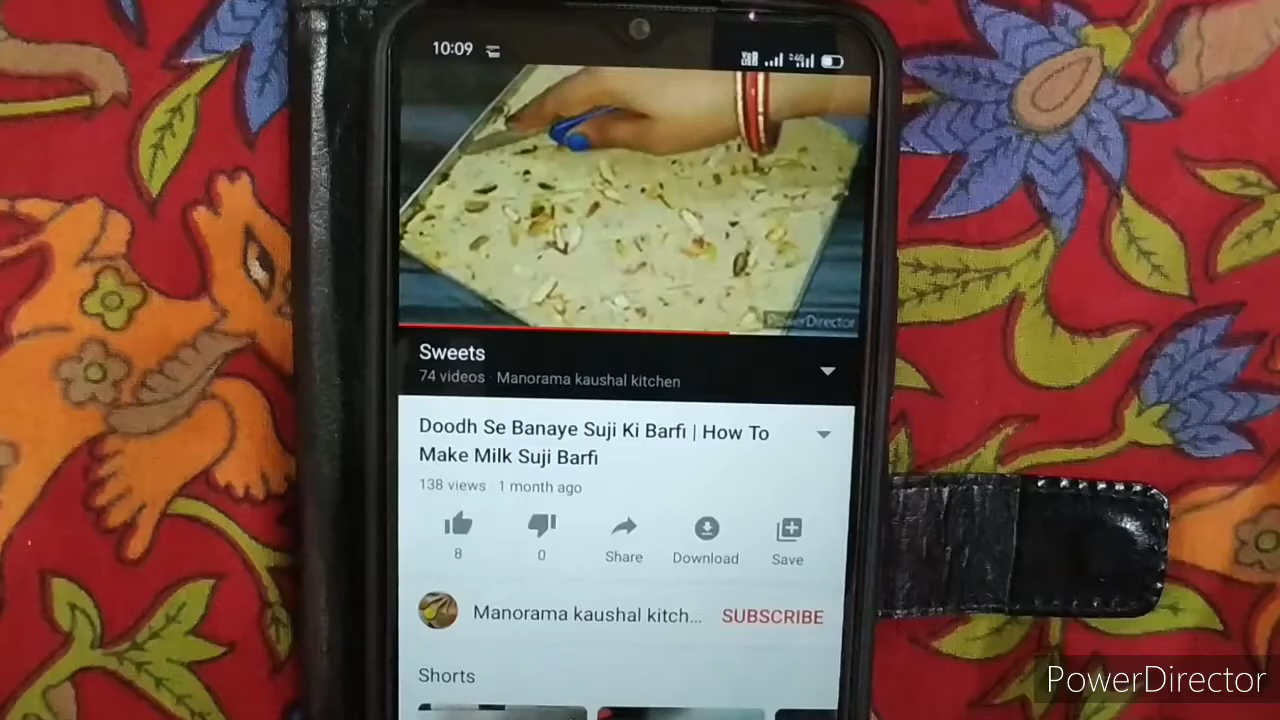 10:09
PowerDirector
Sweets
74 videos · Manorama kaushal kitchen
Doodh Se Banaye Suji Ki Barfi | How To
Make Milk Suji Barfi
138 views · 1 month ago
8
0
Share
Download
Save
Manorama kaushal kitch...
SUBSCRIBE
Shorts
PowerDirector